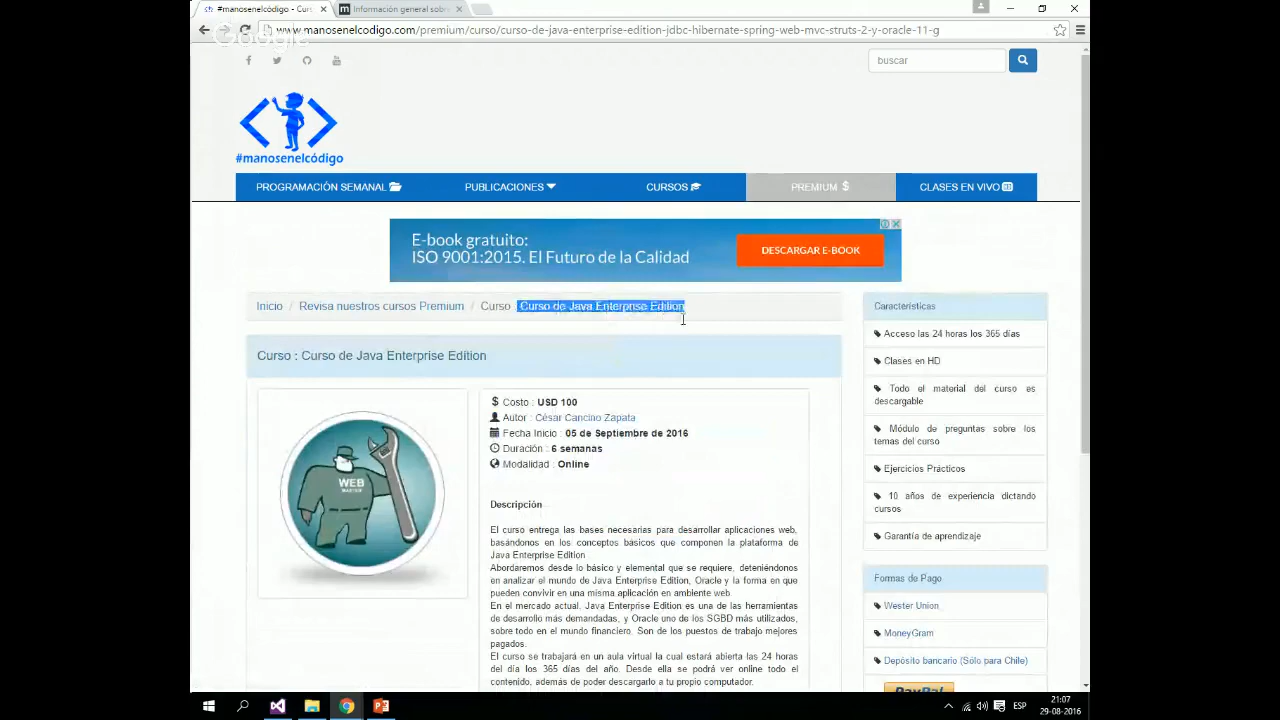 #manosenelcódigo - Curs
Información general sobre
www.manosenelcodigo.com/premium/curso/curso-de-java-enterprise-edition-jdbc-hibernate-spring-web-mvc-struts-2-y-oracle-11-g
Google
buscar
#manosenelcódigo
PROGRAMACIÓN SEMANAL
PUBLICACIONES
CURSOS
PREMIUM $
CLASES EN VIVO
E-book gratuito:
ISO 9001:2015. El Futuro de la Calidad
DESCARGAR E-BOOK
Inicio / Revisa nuestros cursos Premium / Curso Curso de Java Enterprise Edition
Curso : Curso de Java Enterprise Edition
WEB
MASTER
$ Costo : USD 100
Autor : César Cancino Zapata
Fecha Inicio : 05 de Septiembre de 2016
Duración : 6 semanas
Modalidad : Online
Descripción
El curso entrega las bases necesarias para desarrollar aplicaciones web,
basándonos en los conceptos básicos que componen la plataforma de
Java Enterprise Edition
Abordaremos desde lo básico y elemental que se requiere, deteniéndonos
en analizar el mundo de Java Enterprise Edition, Oracle y la forma en que
pueden convivir en una misma aplicación en ambiente web.
En el mercado actual. Java Enterprise Edition es una de las herramientas
de desarrollo más demandadas, y Oracle uno de los SGBD más utilizados,
sobre todo en el mundo financiero. Son de los puestos de trabajo mejores
pagados.
El curso se trabajará en un aula virtual la cual estará abierta las 24 horas
del día los 365 días del año. Desde ella se podrá ver online todo el
contenido, además de poder descargarlo a tu propio computador.
Características
Acceso las 24 horas los 365 días
Clases en HD
Todo el material del curso es
descargable
Módulo de preguntas sobre los
temas del curso
Ejercicios Prácticos
10 años de experiencia dictando
cursos
Garantía de aprendizaje
Formas de Pago
Wester Union
MoneyGram
Depósito bancario (Sólo para Chile)
PayPal
ESP
21:07
29-08-2016